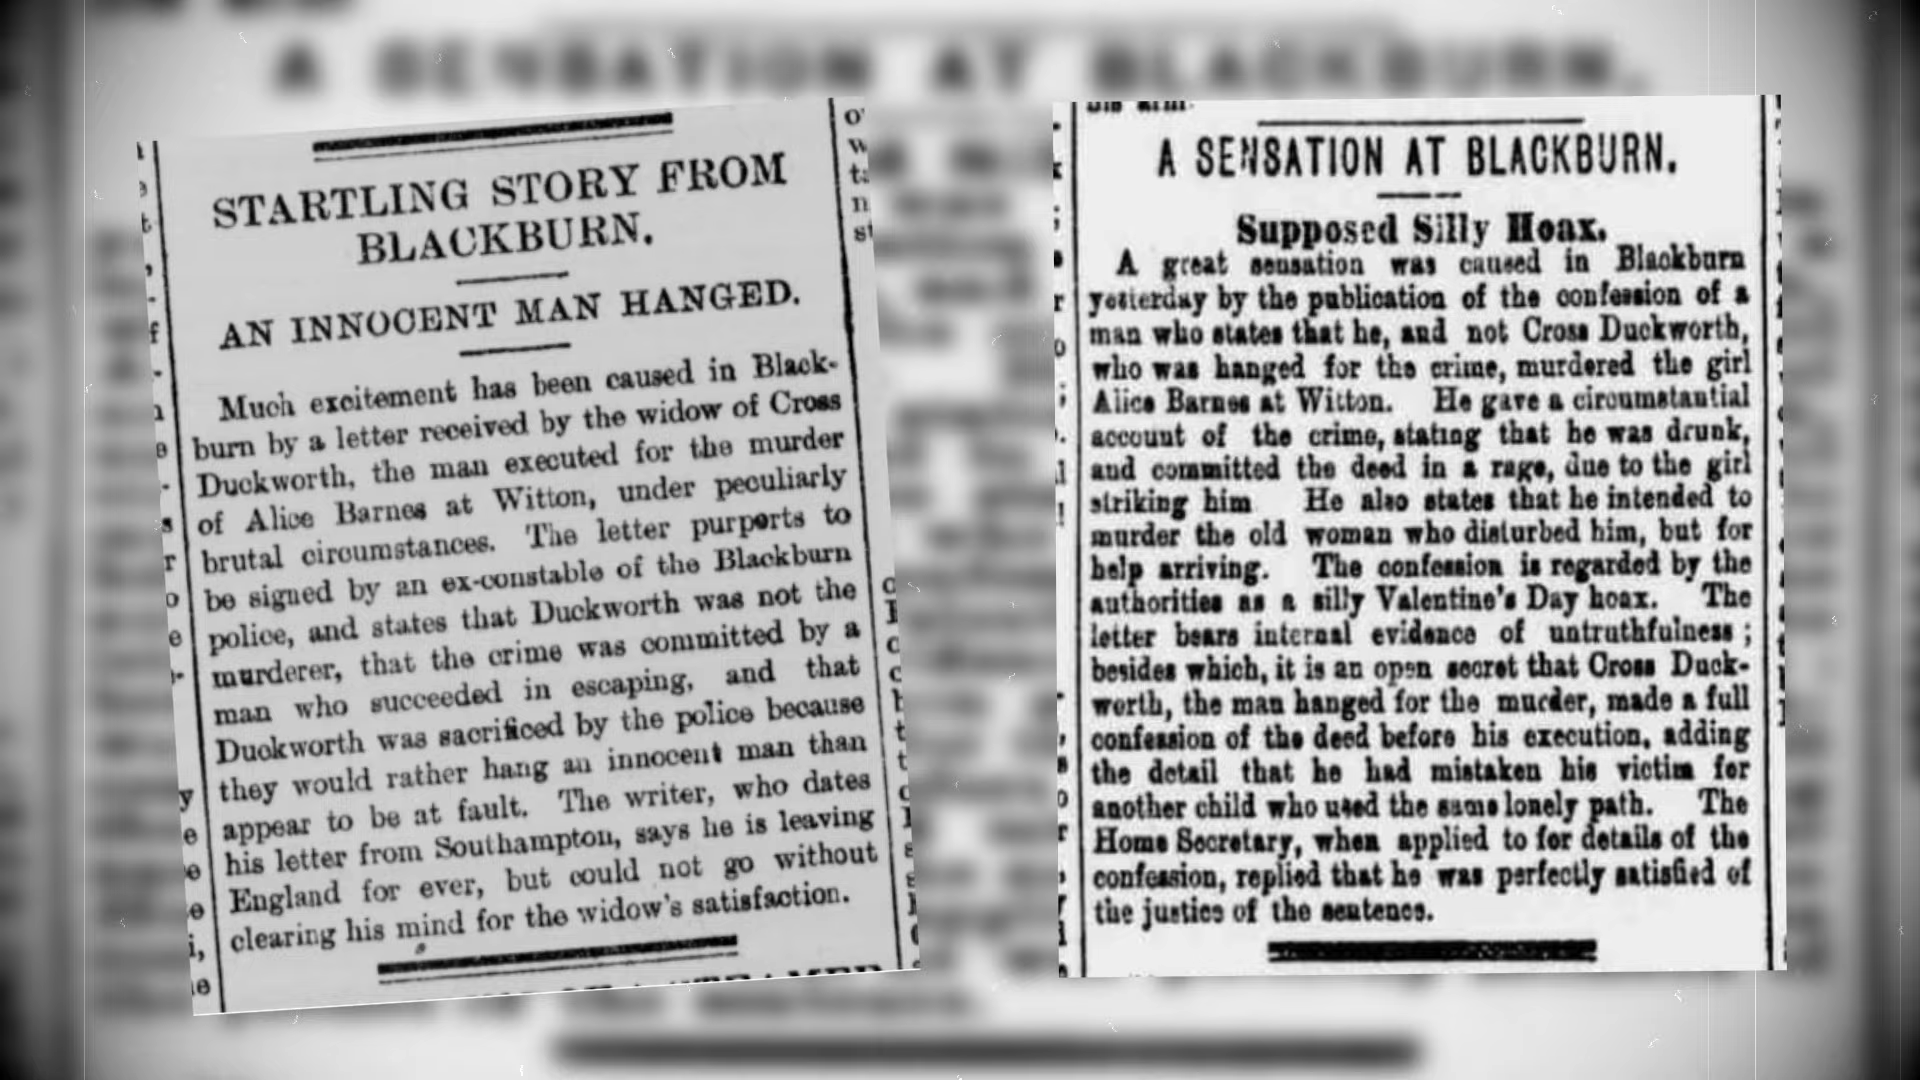 A SENSATION AT BLACKBURN.
STARTLING STORY FROM
BLACKBURN.
AN INNOCENT MAN HANGED.
Much excitement has been caused in Black-
burn by a letter received by the widow of Cross
Duckworth, the man executed for the murder
of Alice Barnes at Witton, under peculiarly
brutal circumstances. The letter purports to
be signed by an ex-constable of the Blackburn
police, and states that Duckworth was not the
murderer, that the crime was committed by a
man who succeeded in escaping, and that
Duckworth was sacrificed by the police because
they would rather hang an innocent man than
appear to be at fault. The writer, who dates
his letter from Southampton, says he is leaving
England for ever, but could not go without
clearing his mind for the widow's satisfaction.
A SENSATION AT BLACKBURN.
Supposed Silly Hoax.
A great sensation was caused in Blackburn
yesterday by the publication of the confession of a
man who states that he, and not Cross Duckworth,
who was hanged for the crime, murdered the girl
Alice Barnes at Witton. He gave a circumstantial
account of the crime, stating that he was drunk,
and committed the deed in a rage, due to the girl
striking him He also states that he intended to
murder the old woman who disturbed him, but for
help arriving. The confession is regarded by the
authorities as a silly Valentine's Day hoax. The
letter bears internal evidence of untruthfulness;
besides which, it is an open secret that Cross Duck-
worth, the man hanged for the murder, made a full
confession of the deed before his execution, adding
the detail that he had mistaken his victim for
another child who used the same lonely path. The
Home Secretary, when applied to for details of the
confession, replied that he was perfectly satisfied of
the justice of the sentence.